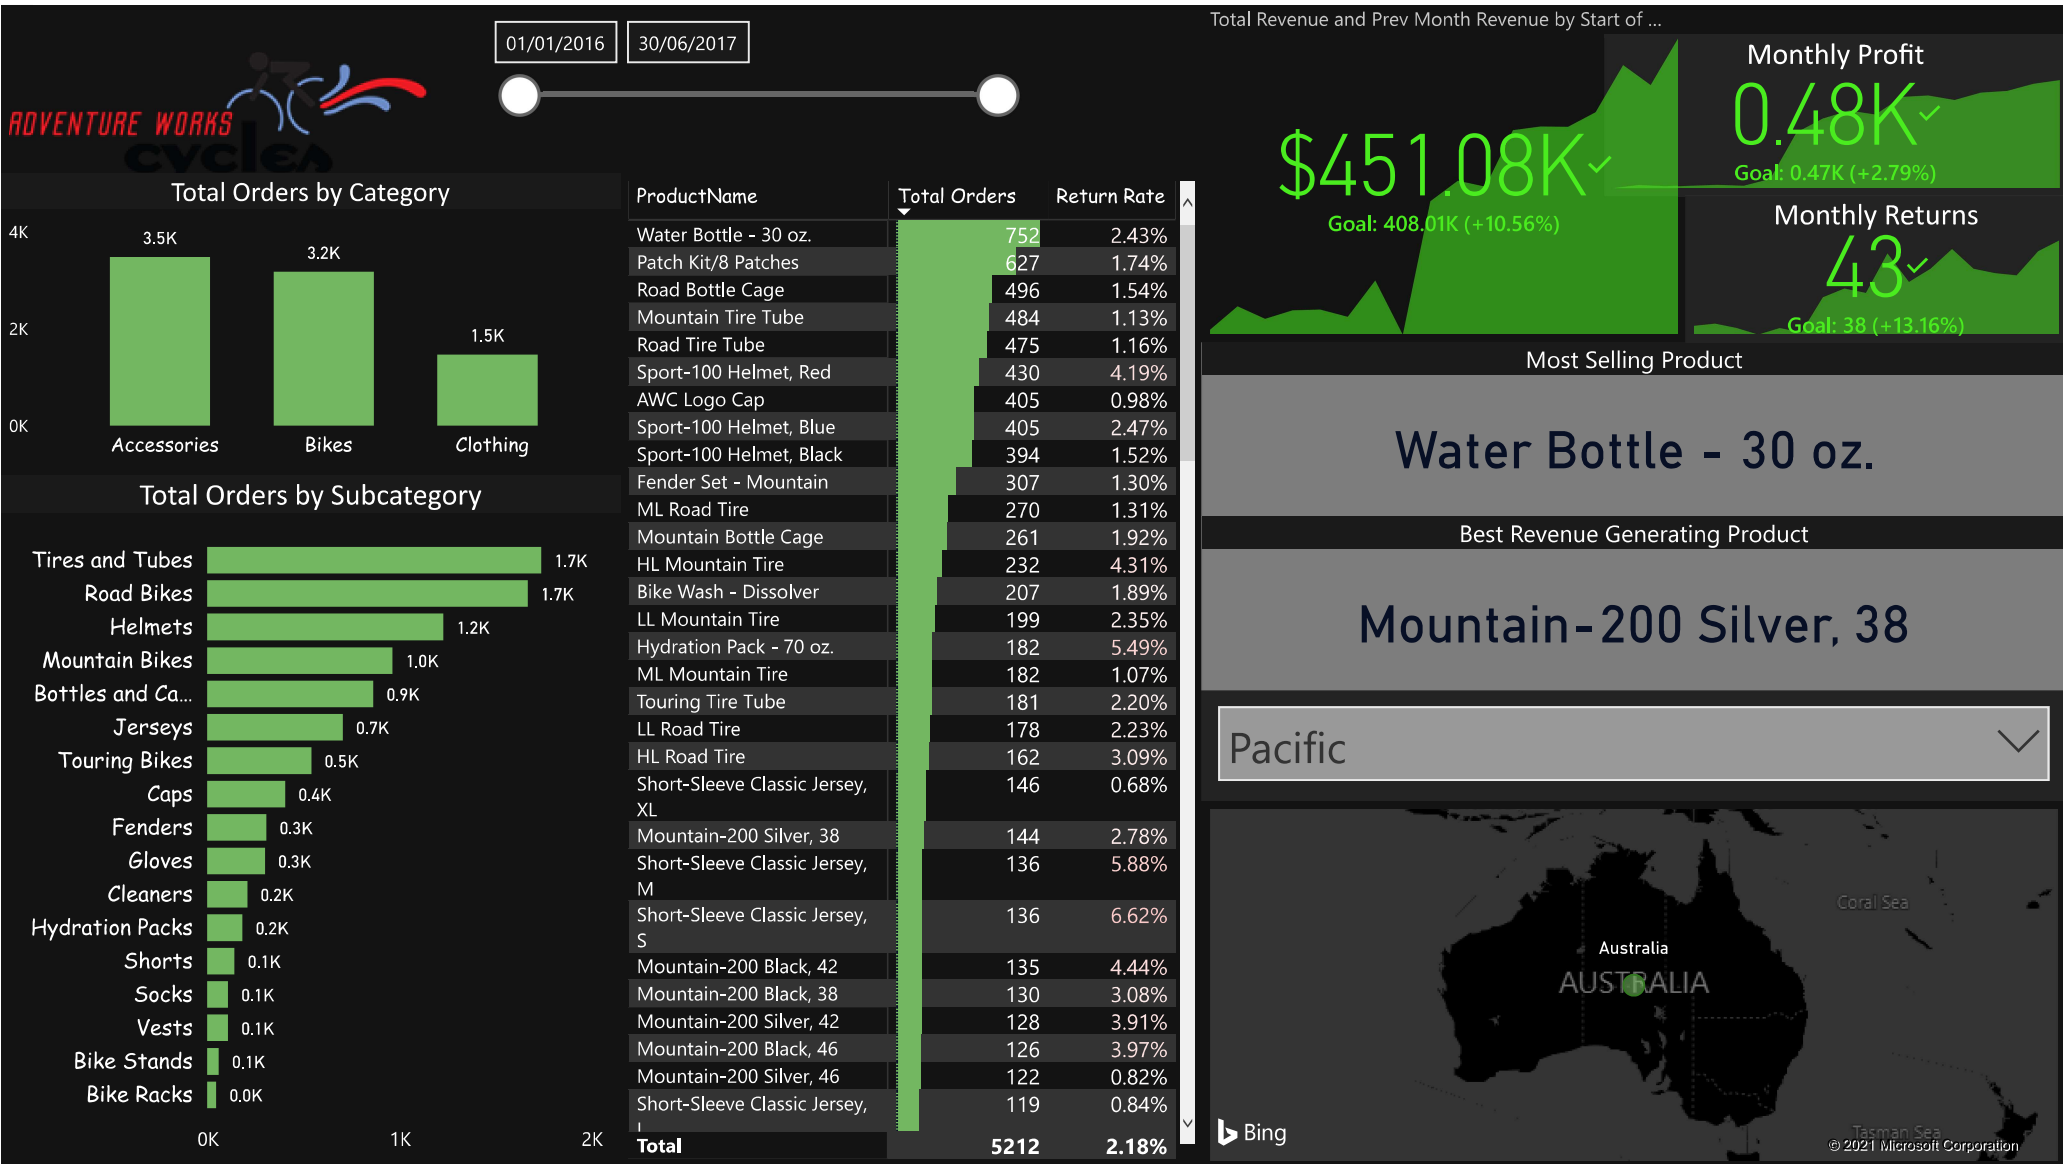 01/01/2016
30/06/2017
ADVENTURE WORKS
cycles
Total Orders by Category
4K
2K
0K
3.5K
3.2K
1.5K
Accessories
Bikes
Clothing
Total Orders by Subcategory
Tires and Tubes 1.7K
Road Bikes 1.7K
Helmets 1.2K
Mountain Bikes 1.0K
Bottles and Ca... 0.9K
Jerseys 0.7K
Touring Bikes 0.5K
Caps 0.4K
Fenders 0.3K
Gloves 0.3K
Cleaners 0.2K
Hydration Packs 0.2K
Shorts 0.1K
Socks 0.1K
Vests 0.1K
Bike Stands 0.1K
Bike Racks 0.0K
0K 1K 2K
ProductName Total Orders Return Rate
Water Bottle - 30 oz. 752 2.43%
Patch Kit/8 Patches 627 1.74%
Road Bottle Cage 496 1.54%
Mountain Tire Tube 484 1.13%
Road Tire Tube 475 1.16%
Sport-100 Helmet, Red 430 4.19%
AWC Logo Cap 405 0.98%
Sport-100 Helmet, Blue 405 2.47%
Sport-100 Helmet, Black 394 1.52%
Fender Set - Mountain 307 1.30%
ML Road Tire 270 1.31%
Mountain Bottle Cage 261 1.92%
HL Mountain Tire 232 4.31%
Bike Wash - Dissolver 207 1.89%
LL Mountain Tire 199 2.35%
Hydration Pack - 70 oz. 182 5.49%
ML Mountain Tire 182 1.07%
Touring Tire Tube 181 2.20%
LL Road Tire 178 2.23%
HL Road Tire 162 3.09%
Short-Sleeve Classic Jersey, 146 0.68%
XL
Mountain-200 Silver, 38 144 2.78%
Short-Sleeve Classic Jersey, 136 5.88%
M
Short-Sleeve Classic Jersey, 136 6.62%
S
Mountain-200 Black, 42 135 4.44%
Mountain-200 Black, 38 130 3.08%
Mountain-200 Silver, 42 128 3.91%
Mountain-200 Black, 46 126 3.97%
Mountain-200 Silver, 46 122 0.82%
Short-Sleeve Classic Jersey, 119 0.84%
Total 5212 2.18%
Total Revenue and Prev Month Revenue by Start of ...
$451.08K
Goal: 408.01K (+10.56%)
Monthly Profit
0.48K
Goal: 0.47K (+2.79%)
Monthly Returns
43
Goal: 38 (+13.16%)
Most Selling Product
Water Bottle - 30 oz.
Best Revenue Generating Product
Mountain-200 Silver, 38
Pacific
Coral Sea
Australia
AUSTRALIA
Tasman Sea
Bing
© 2021 Microsoft Corporation